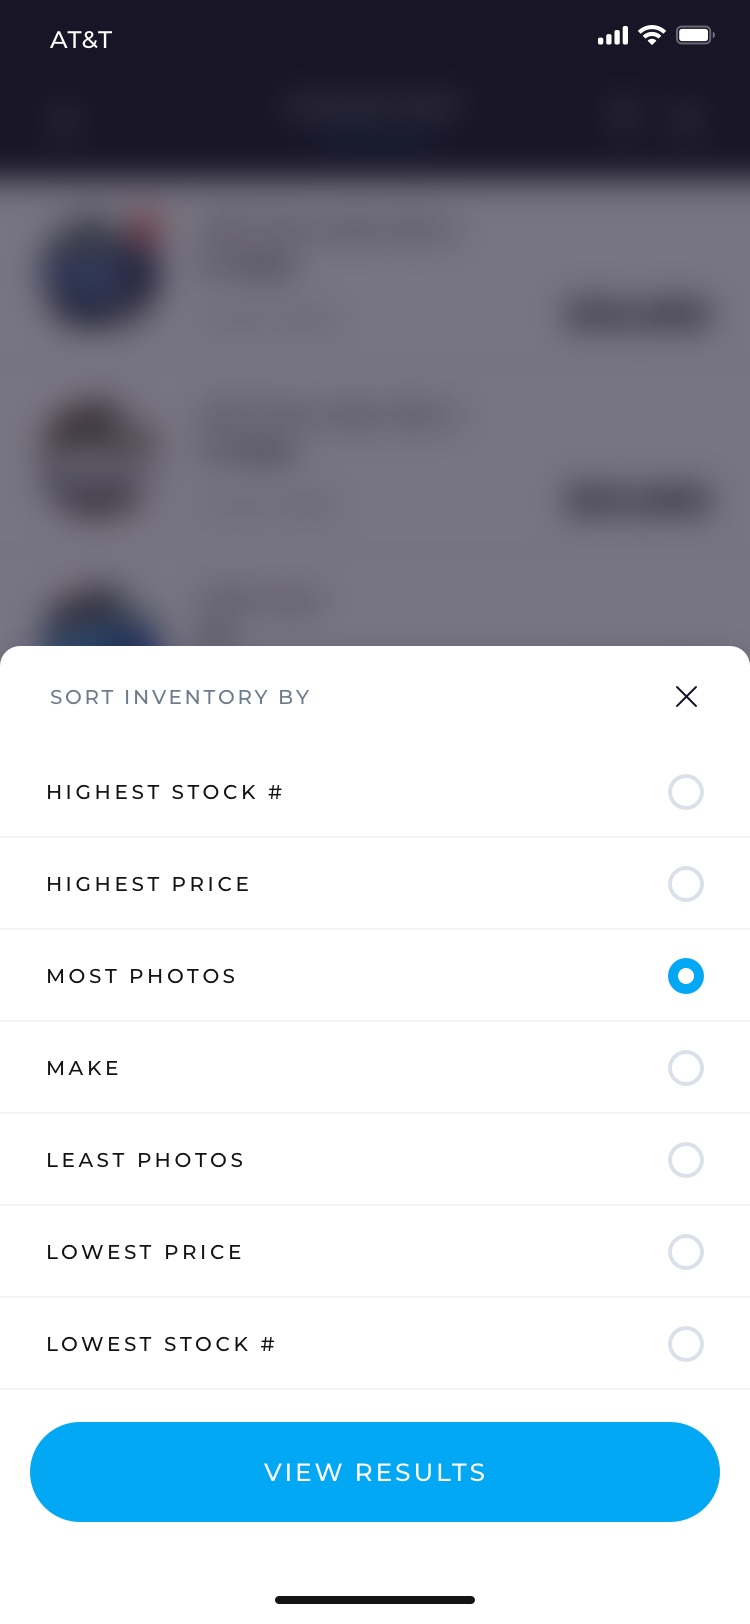 AT&T
SORT INVENTORY BY
HIGHEST STOCK #
HIGHEST PRICE
MOST PHOTOS
MAKE
LEAST PHOTOS
LOWEST PRICE
LOWEST STOCK #
VIEW RESULTS